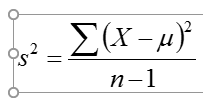 s² = ∑(X − μ)² / n − 1